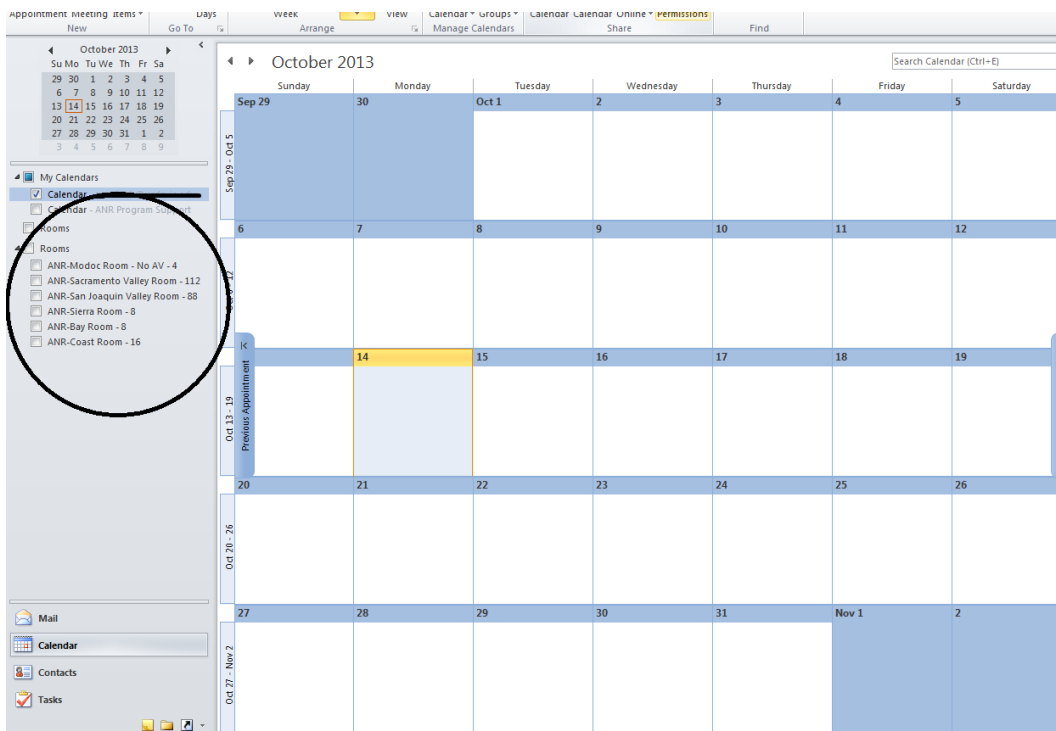 Appointment Meeting Items Days Week View Calendar Groups Calendar Calendar Online Permissions
New Go To Arrange Manage Calendars Share Find
October 2013
Su Mo Tu We Th Fr Sa
29 30 1 2 3 4 5
6 7 8 9 10 11 12
13 14 15 16 17 18 19
20 21 22 23 24 25 26
27 28 29 30 31 1 2
3 4 5 6 7 8 9
My Calendars
Calendar
Calendar - ANR Program Support
Rooms
Rooms
ANR-Modoc Room - No AV - 4
ANR-Sacramento Valley Room - 112
ANR-San Joaquin Valley Room - 88
ANR-Sierra Room - 8
ANR-Bay Room - 8
ANR-Coast Room - 16
Mail
Calendar
Contacts
Tasks
October 2013
Search Calendar (Ctrl+E)
Sunday Monday Tuesday Wednesday Thursday Friday Saturday
Sep 29 30 Oct 1 2 3 4 5
Sep 29 - Oct 5
6 7 8 9 10 11 12
12
Previous Appointment
14 15 16 17 18 19
Oct 13 - 19
20 21 22 23 24 25 26
Oct 20 - 26
27 28 29 30 31 Nov 1 2
Oct 27 - Nov 2